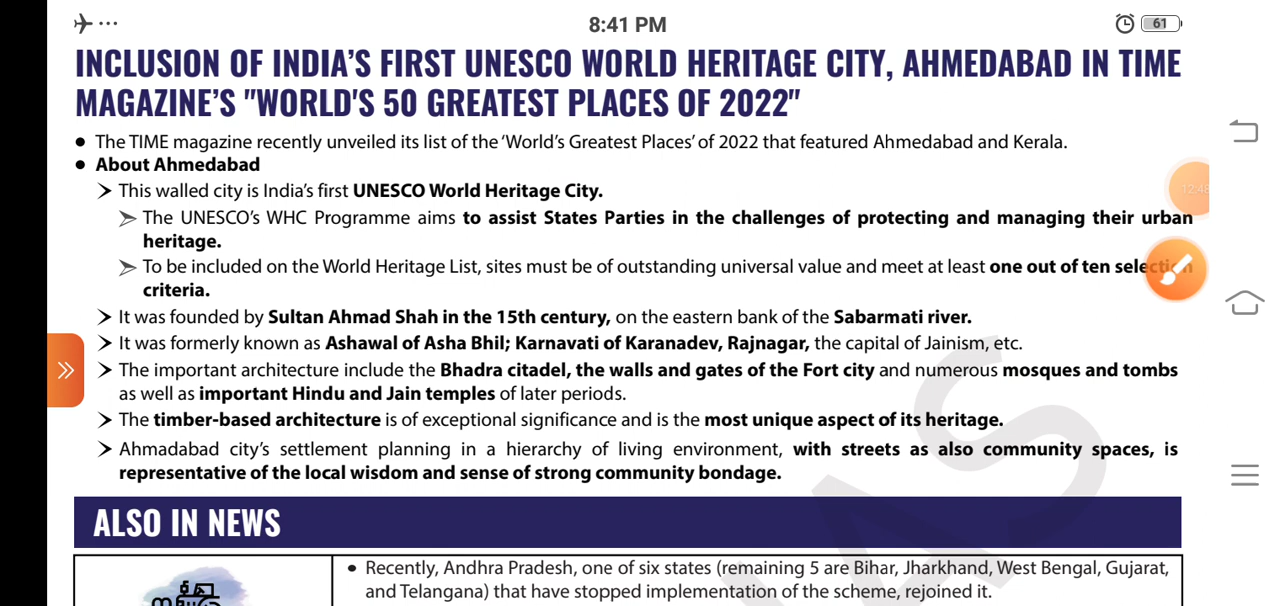 8:41 PM
61
INCLUSION OF INDIA’S FIRST UNESCO WORLD HERITAGE CITY, AHMEDABAD IN TIME
MAGAZINE’S "WORLD'S 50 GREATEST PLACES OF 2022"
• The TIME magazine recently unveiled its list of the ‘World’s Greatest Places’ of 2022 that featured Ahmedabad and Kerala.
• About Ahmedabad
➤ This walled city is India’s first UNESCO World Heritage City.
12:48
➤ The UNESCO’s WHC Programme aims to assist States Parties in the challenges of protecting and managing their urban
heritage.
➤ To be included on the World Heritage List, sites must be of outstanding universal value and meet at least one out of ten selection
criteria.
➤ It was founded by Sultan Ahmad Shah in the 15th century, on the eastern bank of the Sabarmati river.
➤ It was formerly known as Ashawal of Asha Bhil; Karnavati of Karanadev, Rajnagar, the capital of Jainism, etc.
➤ The important architecture include the Bhadra citadel, the walls and gates of the Fort city and numerous mosques and tombs
as well as important Hindu and Jain temples of later periods.
➤ The timber-based architecture is of exceptional significance and is the most unique aspect of its heritage.
➤ Ahmadabad city’s settlement planning in a hierarchy of living environment, with streets as also community spaces, is
representative of the local wisdom and sense of strong community bondage.
ALSO IN NEWS
• Recently, Andhra Pradesh, one of six states (remaining 5 are Bihar, Jharkhand, West Bengal, Gujarat,
and Telangana) that have stopped implementation of the scheme, rejoined it.